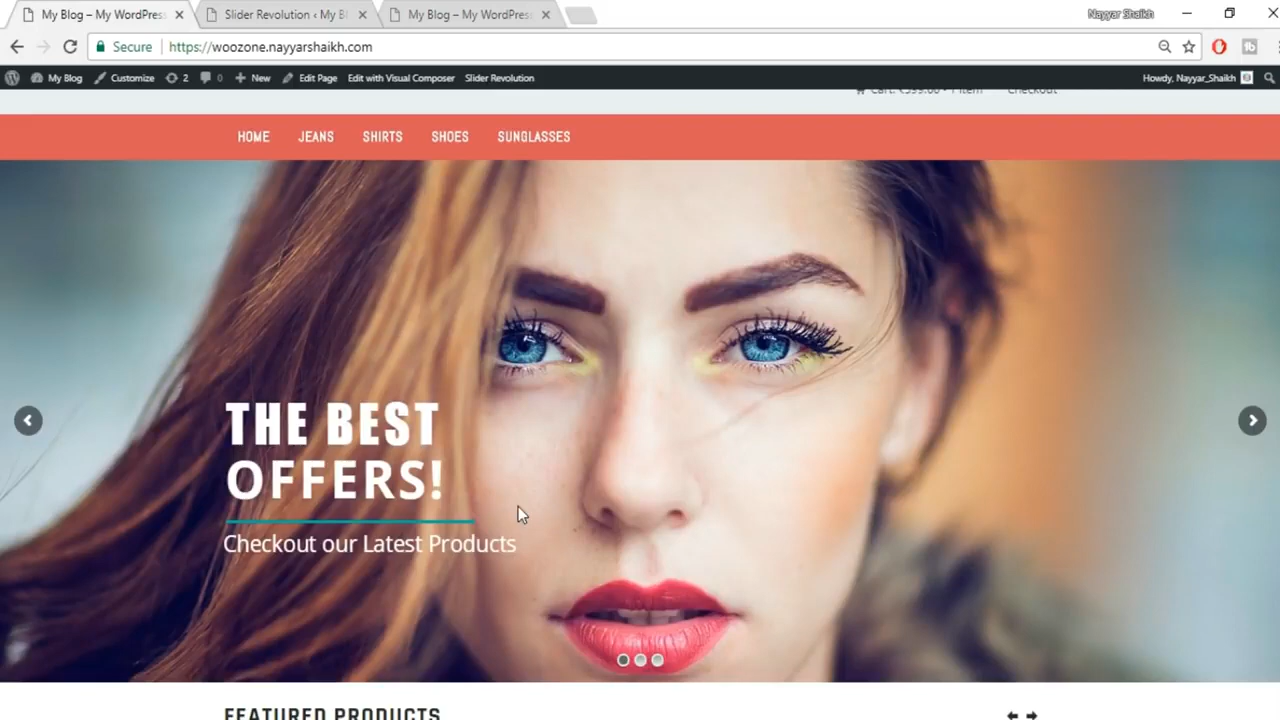 My Blog – My WordPress
Slider Revolution ‹ My Bl
My Blog – My WordPress
Nayyar Shaikh
Secure
https://woozone.nayyarshaikh.com
My Blog
Customize
2
0
New
Edit Page
Edit with Visual Composer
Slider Revolution
Howdy, Nayyar_Shaikh
Cart: ₹599.00 - 1 item
Checkout
HOME
JEANS
SHIRTS
SHOES
SUNGLASSES
THE BEST
OFFERS!
Checkout our Latest Products
FEATURED PRODUCTS